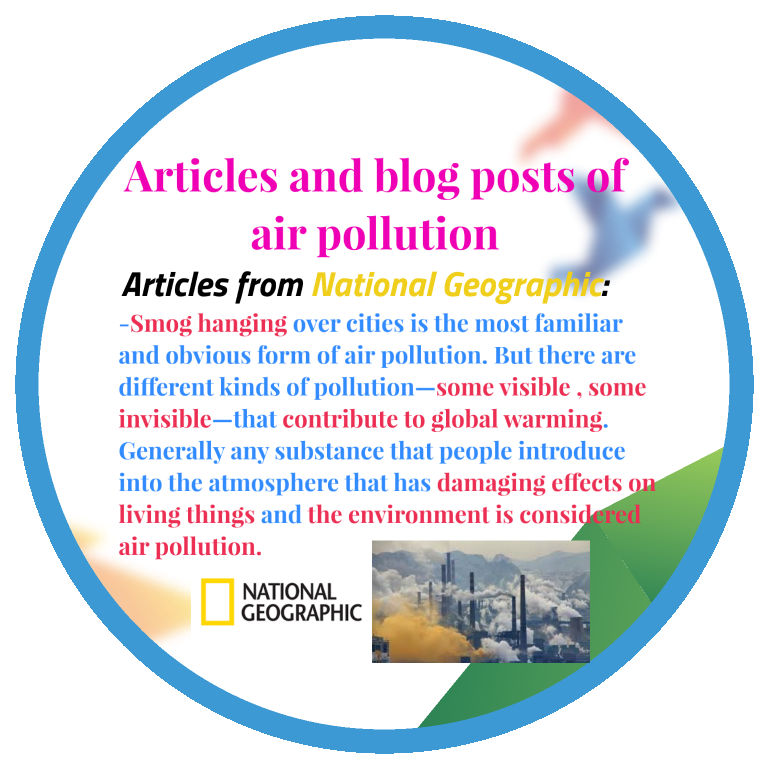 Articles and blog posts of
air pollution
Articles from National Geographic:
-Smog hanging over cities is the most familiar
and obvious form of air pollution. But there are
different kinds of pollution—some visible , some
invisible—that contribute to global warming.
Generally any substance that people introduce
into the atmosphere that has damaging effects on
living things and the environment is considered
air pollution.
NATIONAL
GEOGRAPHIC